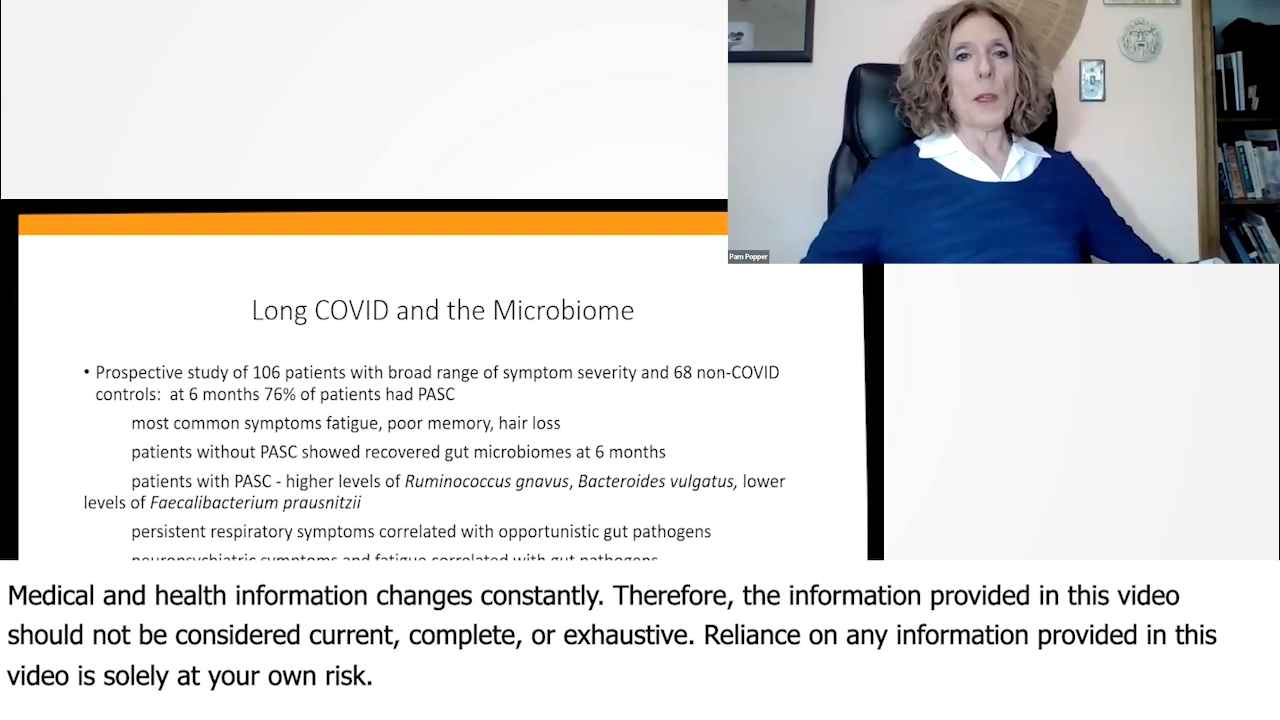 Pam Popper
Long COVID and the Microbiome
• Prospective study of 106 patients with broad range of symptom severity and 68 non-COVID
controls: at 6 months 76% of patients had PASC
most common symptoms fatigue, poor memory, hair loss
patients without PASC showed recovered gut microbiomes at 6 months
patients with PASC - higher levels of Ruminococcus gnavus, Bacteroides vulgatus, lower
levels of Faecalibacterium prausnitzii
persistent respiratory symptoms correlated with opportunistic gut pathogens
neuropsychiatric symptoms and fatigue correlated with gut pathogens
Medical and health information changes constantly. Therefore, the information provided in this video
should not be considered current, complete, or exhaustive. Reliance on any information provided in this
video is solely at your own risk.